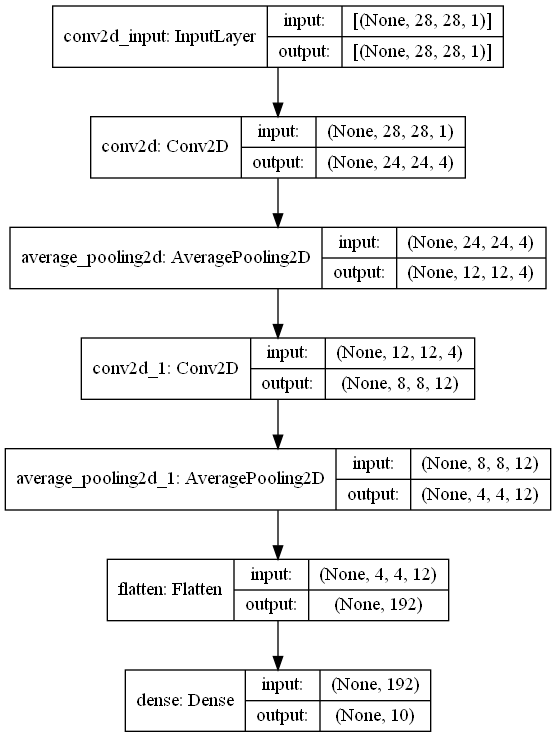 conv2d_input: InputLayer
input:
[(None, 28, 28, 1)]
output:
[(None, 28, 28, 1)]
conv2d: Conv2D
input:
(None, 28, 28, 1)
output:
(None, 24, 24, 4)
average_pooling2d: AveragePooling2D
input:
(None, 24, 24, 4)
output:
(None, 12, 12, 4)
conv2d_1: Conv2D
input:
(None, 12, 12, 4)
output:
(None, 8, 8, 12)
average_pooling2d_1: AveragePooling2D
input:
(None, 8, 8, 12)
output:
(None, 4, 4, 12)
flatten: Flatten
input:
(None, 4, 4, 12)
output:
(None, 192)
dense: Dense
input:
(None, 192)
output:
(None, 10)